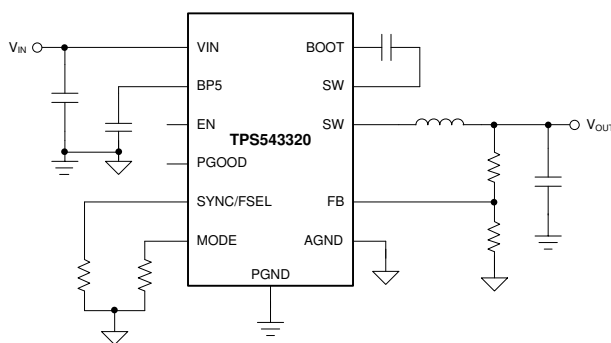 VIN
VIN
BP5
EN
PGOOD
SYNC/FSEL
MODE
TPS543320
PGND
BOOT
SW
SW
FB
AGND
VOUT